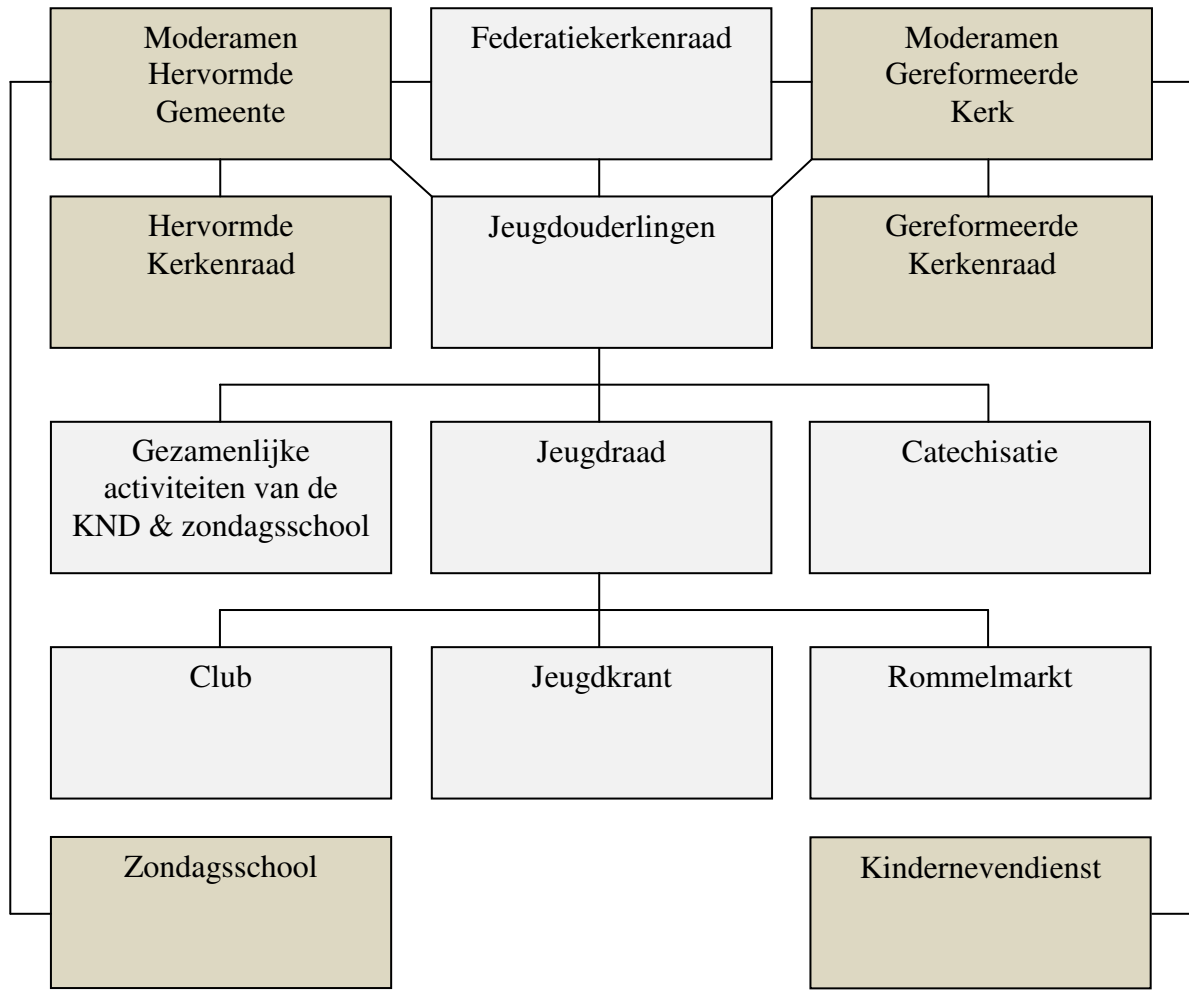 Moderamen
Hervormde
Gemeente
Federatiekerkenraad
Moderamen
Gereformeerde
Kerk
Hervormde
Kerkenraad
Jeugdouderlingen
Gereformeerde
Kerkenraad
Gezamenlijke
activiteiten van de
KND & zondagsschool
Jeugdraad
Catechisatie
Club
Jeugdkrant
Rommelmarkt
Zondagsschool
Kindernevendienst